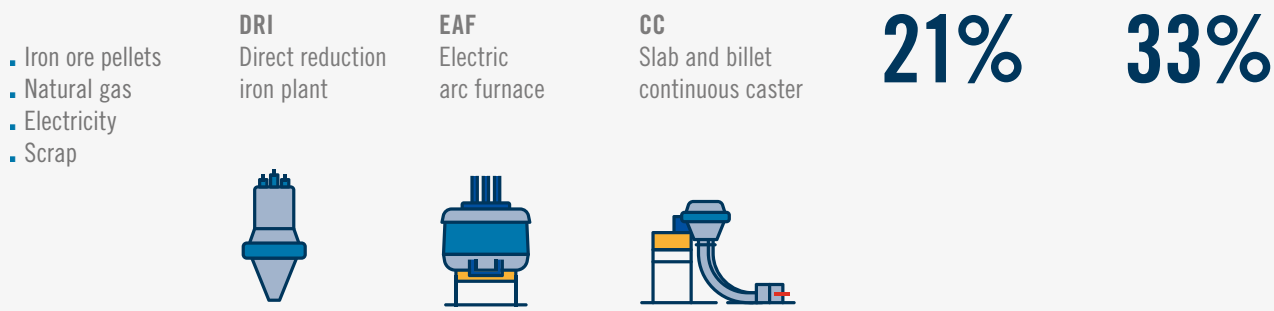 Iron ore pellets
Natural gas
Electricity
Scrap
DRI
Direct reduction
iron plant
EAF
Electric
arc furnace
CC
Slab and billet
continuous caster
21%
33%